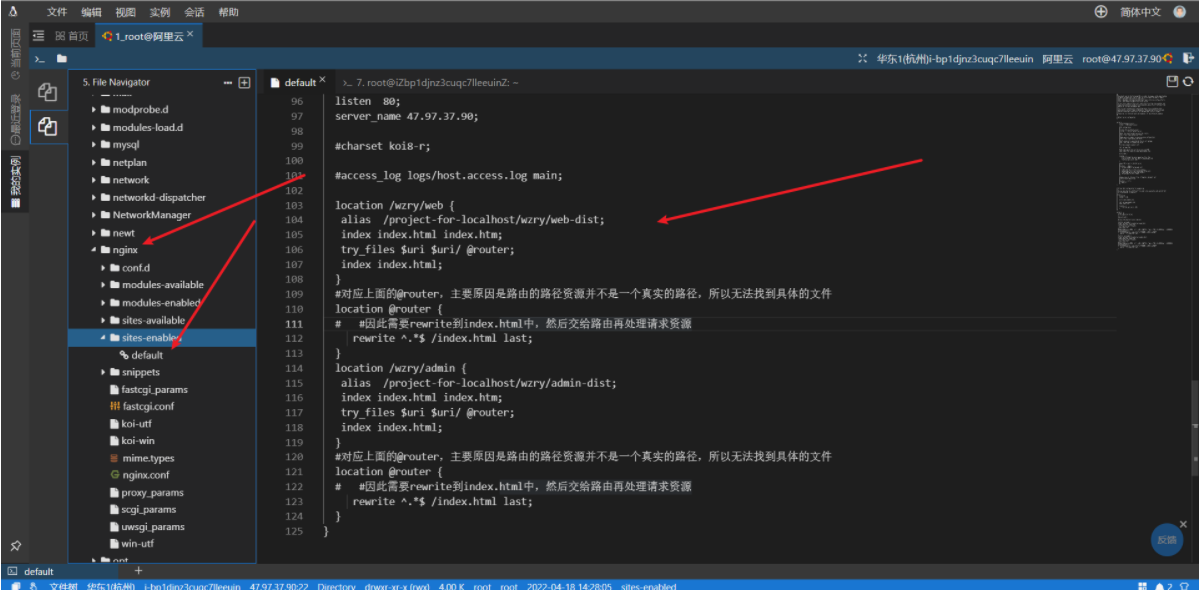 文件 编辑 视图 实例 会话 帮助 简体中文
首页 1_root@阿里云
华东1(杭州)i-bp1djnz3cuqc7lleeuin 阿里云 root@47.97.37.90
我的实例
5. File Navigator
modprobe.d
modules-load.d
mysql
netplan
network
networkd-dispatcher
NetworkManager
newt
nginx
conf.d
modules-available
modules-enabled
sites-available
sites-enabled
default
snippets
fastcgi_params
fastcgi.conf
koi-utf
koi-win
mime.types
nginx.conf
proxy_params
scgi_params
uwsgi_params
win-utf
opt
default 7. root@iZbp1djnz3cuqc7lleeuinZ: ~
96 listen 80;
97 server_name 47.97.37.90;
98
99 #charset koi8-r;
100
101 #access_log logs/host.access.log main;
102
103 location /wzry/web {
104 alias /project-for-localhost/wzry/web-dist;
105 index index.html index.htm;
106 try_files $uri $uri/ @router;
107 index index.html;
108 }
109 #对应上面的@router，主要原因是路由的路径资源并不是一个真实的路径，所以无法找到具体的文件
110 location @router {
111 # #因此需要rewrite到index.html中，然后交给路由再处理请求资源
112 rewrite ^.*$ /index.html last;
113 }
114 location /wzry/admin {
115 alias /project-for-localhost/wzry/admin-dist;
116 index index.html index.htm;
117 try_files $uri $uri/ @router;
118 index index.html;
119 }
120 #对应上面的@router，主要原因是路由的路径资源并不是一个真实的路径，所以无法找到具体的文件
121 location @router {
122 # #因此需要rewrite到index.html中，然后交给路由再处理请求资源
123 rewrite ^.*$ /index.html last;
124 }
125 }
反馈
default
文件树 华东1(杭州) i-bp1djnz3cuqc7lleeuin 47.97.37.90:22 Directory drwxr-xr-x (rwx) 4.00 K root root 2022-04-18 14:28:05 sites-enabled 2